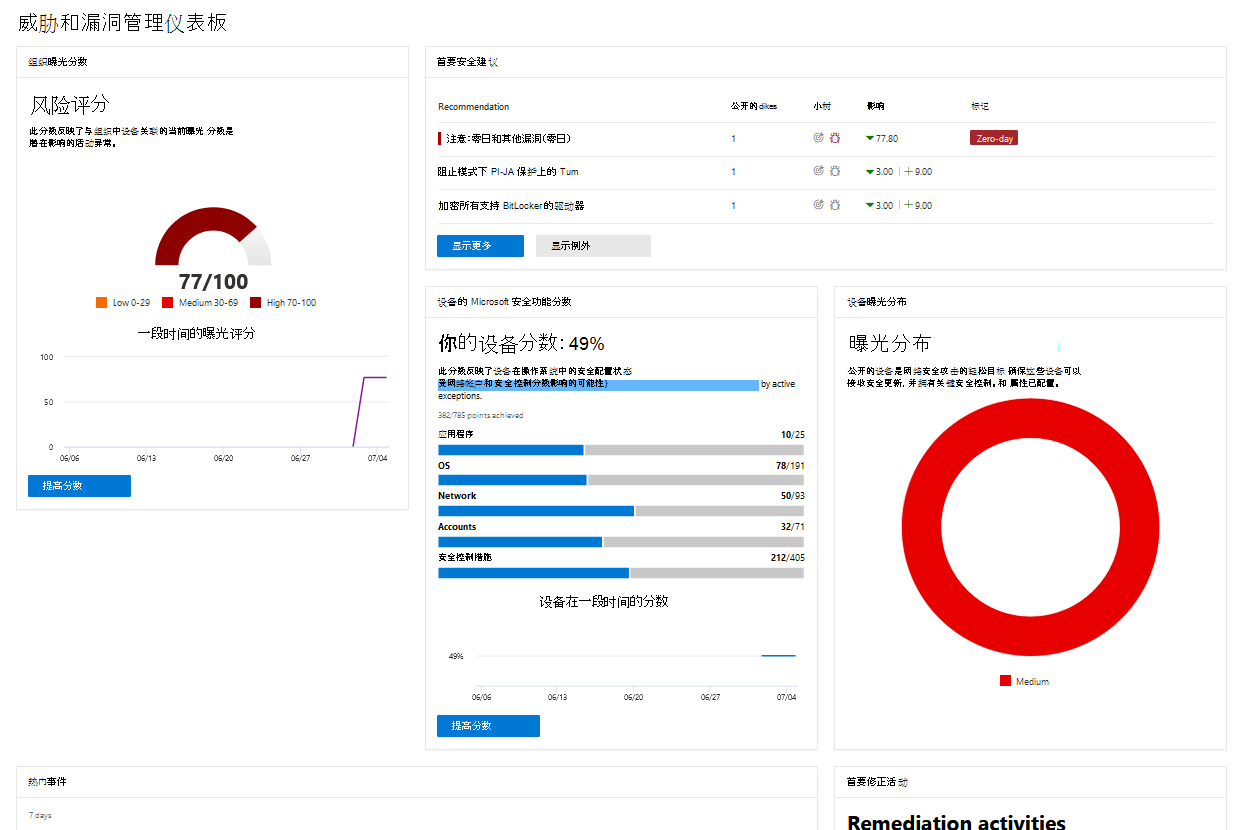 威胁和漏洞管理仪表板
组织曝光分数
风险评分
此分数反映了与组织中设备关联的当前曝光 分数是
潜在影响的活动异常。
77/100
Low 0-29 Medium 30-69 High 70-100
一段时间的曝光评分
100
50
0
06/06 06/13 06/20 06/27 07/04
提高分数
首要安全建议
Recommendation 公开的 dikes 小树 影响 标记
注意:零日和其他漏洞(零日) 1 77.80 Zero-day
阻止模式下 PI-JA 保护上的 Tum 1 3.00 | +9.00
加密所有支持 BitLocker的驱动器 1 3.00 | +9.00
显示更多 显示例外
设备的 Microsoft 安全功能分数
你的设备分数: 49%
此分数反映了设备在操作系统中的安全配置状态
受网络帐户和安全控制分数影响的可能性) by active
exceptions.
382/785 points achieved
应用程序 10/25
OS 78/191
Network 50/93
Accounts 32/71
安全控制措施 212/405
设备在一段时间的分数
49%
06/06 06/13 06/20 06/27 07/04
提高分数
设备曝光分布
曝光分布
公开的设备是网络安全攻击的轻松目标 确保这些设备可以
接收安全更新, 并拥有关键安全控制。和 属性已配置。
Medium
热门事件
7 days
首要修正活动
Remediation activities